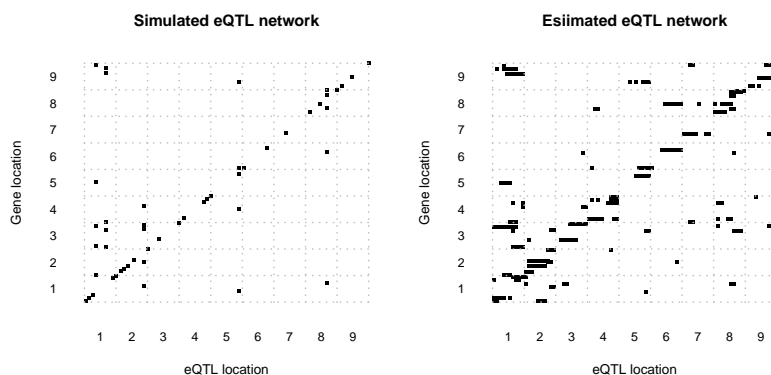 Simulated eQTL network
Gene location
9
8
7
6
5
4
3
2
1
1 2 3 4 5 6 7 8 9
eQTL location
Esiimated eQTL network
Gene location
9
8
7
6
5
4
3
2
1
1 2 3 4 5 6 7 8 9
eQTL location